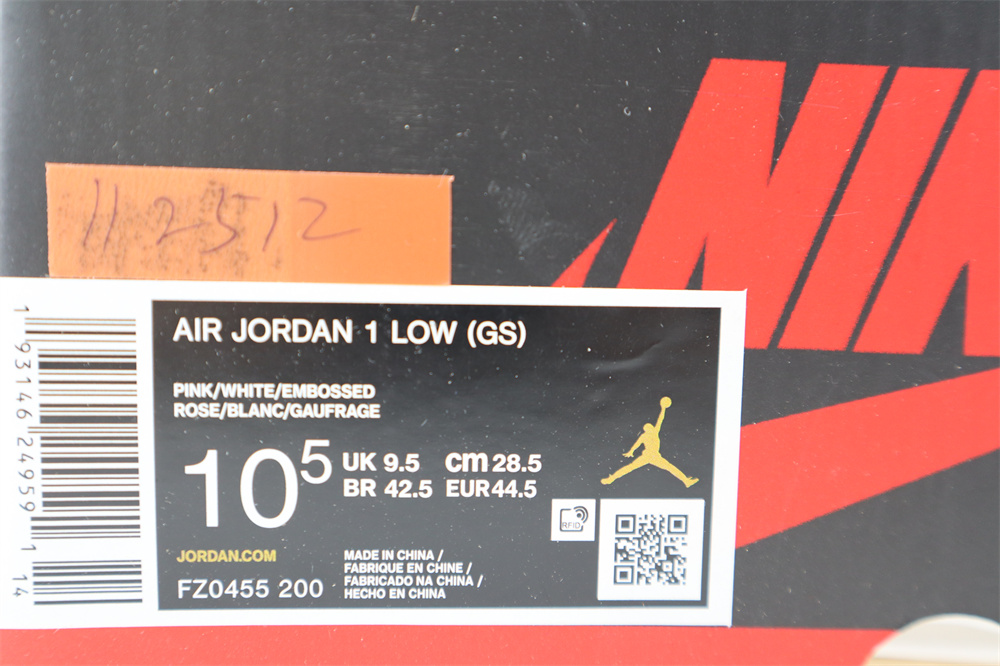 112512
NIK
AIR JORDAN 1 LOW (GS)
PINK/WHITE/EMBOSSED
ROSE/BLANC/GAUFRAGE
10⁵
UK 9.5 cm 28.5
BR 42.5 EUR 44.5
RFID
JORDAN.COM
FZ0455 200
MADE IN CHINA /
FABRIQUE EN CHINE /
FABRICADO NA CHINA /
HECHO EN CHINA
1 93146 24959 1 14